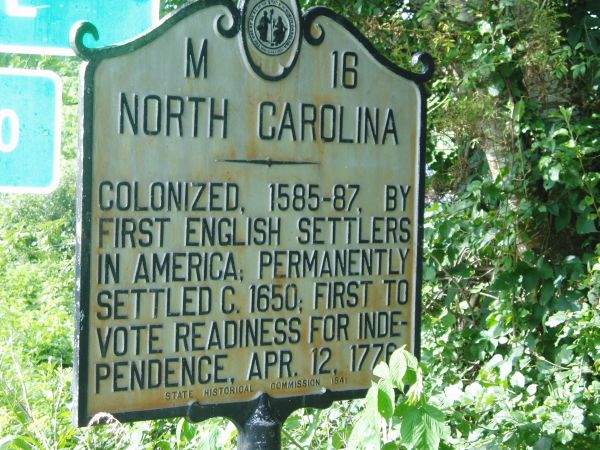 M 16
NORTH CAROLINA
COLONIZED, 1585-87, BY
FIRST ENGLISH SETTLERS
IN AMERICA; PERMANENTLY
SETTLED C. 1650; FIRST TO
VOTE READINESS FOR INDE-
PENDENCE, APR. 12, 1776
STATE HISTORICAL COMMISSION 1941